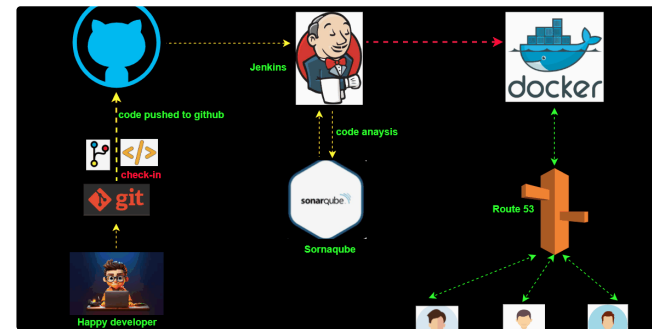 Jenkins
docker
code pushed to github
code anaysis
</>
check-in
git
sonarqube
Route 53
Sornaqube
Happy developer